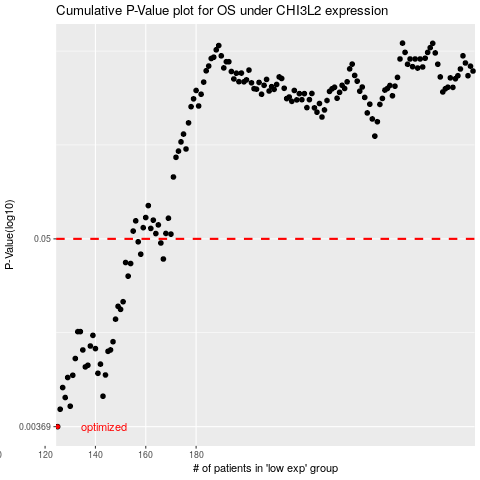 Cumulative P-Value plot for OS under CHI3L2 expression
P-Value(log10)
0.05
0.00369
optimized
0 120 140 160 180
# of patients in 'low exp' group